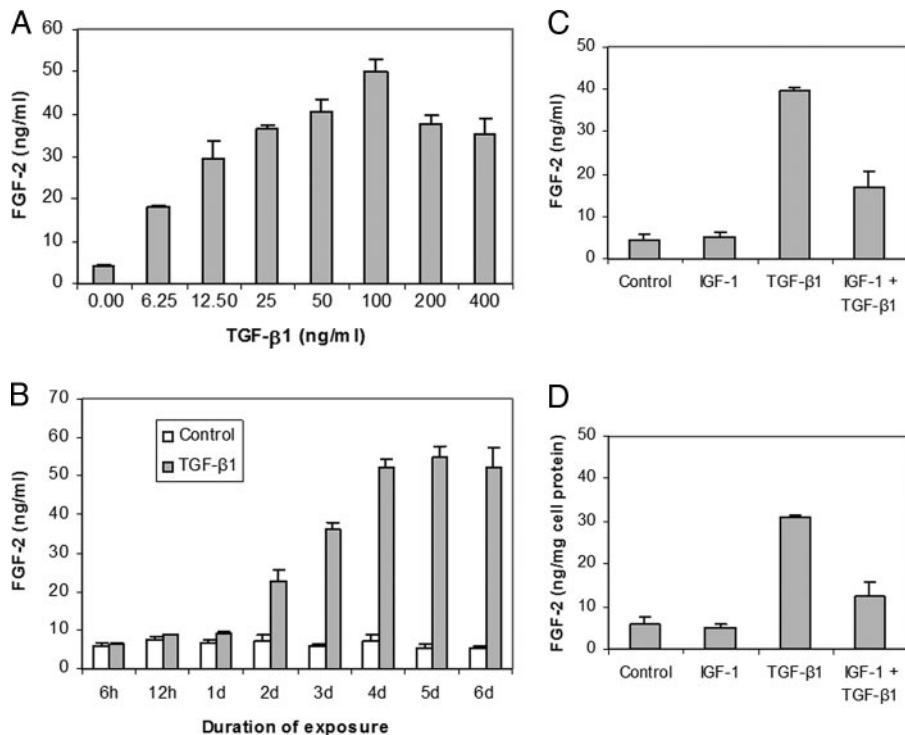 A
60
50
40
30
20
10
0
FGF-2 (ng/ml)
0.00 6.25 12.50 25 50 100 200 400
TGF-β1 (ng/ml)
B
70
60
50
40
30
20
10
0
FGF-2 (ng/ml)
Control
TGF-β1
6h 12h 1d 2d 3d 4d 5d 6d
Duration of exposure
C
50
40
30
20
10
0
FGF-2 (ng/ml)
Control IGF-1 TGF-β1 IGF-1 +
TGF-β1
D
50
40
30
20
10
0
FGF-2 (ng/mg cell protein)
Control IGF-1 TGF-β1 IGF-1 +
TGF-β1